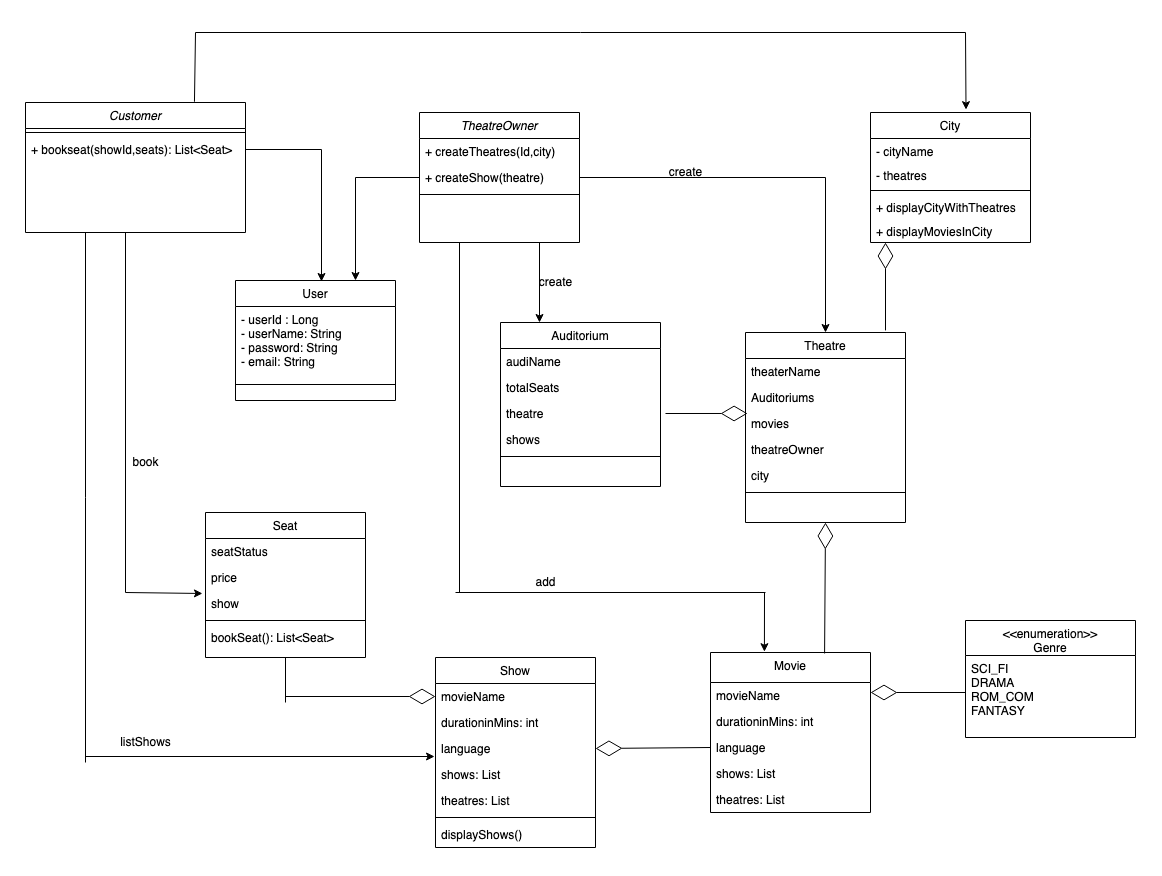 Customer
+ bookseat(showId,seats): List<Seat>
TheatreOwner
+ createTheatres(Id,city)
+ createShow(theatre)
create
City
- cityName
- theatres
+ displayCityWithTheatres
+ displayMoviesInCity
User
- userId : Long
- userName: String
- password: String
- email: String
create
Auditorium
audiName
totalSeats
theatre
shows
Theatre
theaterName
Auditoriums
movies
theatreOwner
city
book
Seat
seatStatus
price
show
bookSeat(): List<Seat>
add
listShows
Show
movieName
durationinMins: int
language
shows: List
theatres: List
displayShows()
Movie
movieName
durationinMins: int
language
shows: List
theatres: List
<<enumeration>>
Genre
SCI_FI
DRAMA
ROM_COM
FANTASY